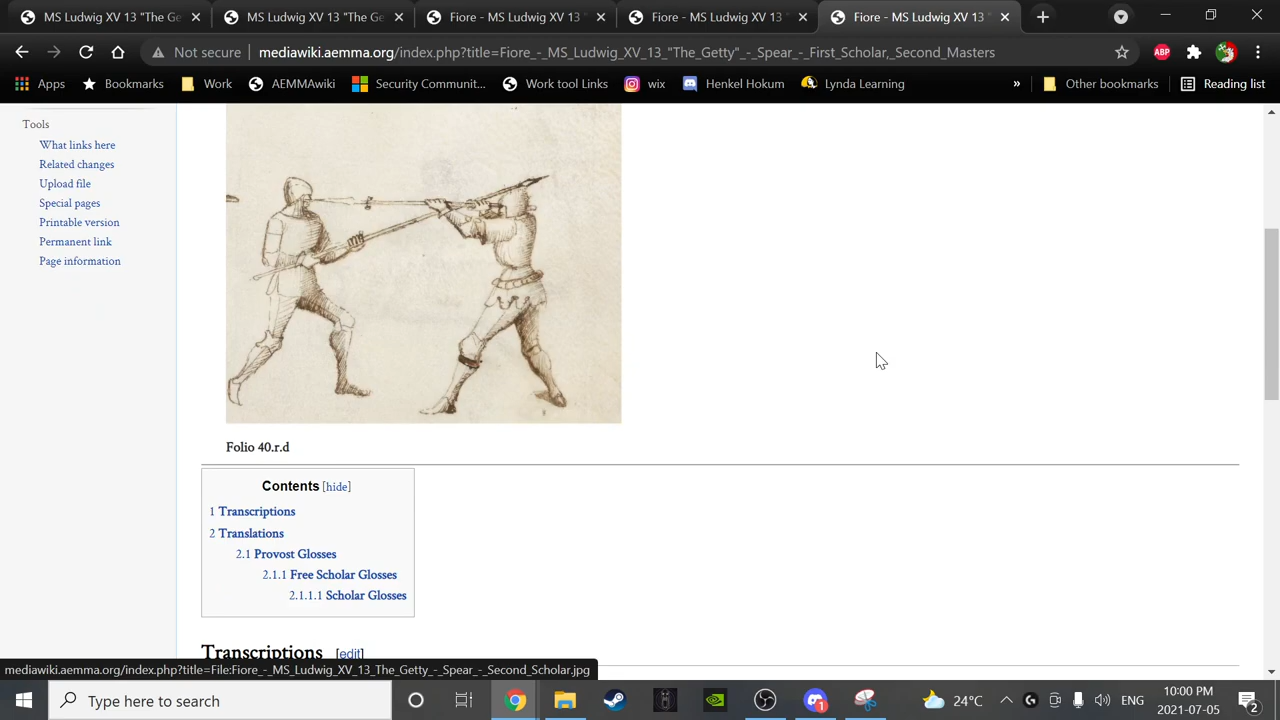 MS Ludwig XV 13 "The Ge
MS Ludwig XV 13 "The Ge
Fiore - MS Ludwig XV 13 "
Fiore - MS Ludwig XV 13 "
Fiore - MS Ludwig XV 13 "
Not secure
mediawiki.aemma.org/index.php?title=Fiore_-_MS_Ludwig_XV_13_"The_Getty"_-_Spear_-_First_Scholar,_Second_Masters
ABP
Apps
Bookmarks
Work
AEMMAwiki
Security Communit...
Work tool Links
wix
Henkel Hokum
Lynda Learning
»
Other bookmarks
Reading list
Tools
What links here
Related changes
Upload file
Special pages
Printable version
Permanent link
Page information
Folio 40.r.d
Contents [hide]
1 Transcriptions
2 Translations
2.1 Provost Glosses
2.1.1 Free Scholar Glosses
2.1.1.1 Scholar Glosses
Transcriptions [edit]
mediawiki.aemma.org/index.php?title=File:Fiore_-_MS_Ludwig_XV_13_The_Getty_-_Spear_-_Second_Scholar.jpg
Type here to search
1
24°C
ENG
10:00 PM
2021-07-05
2